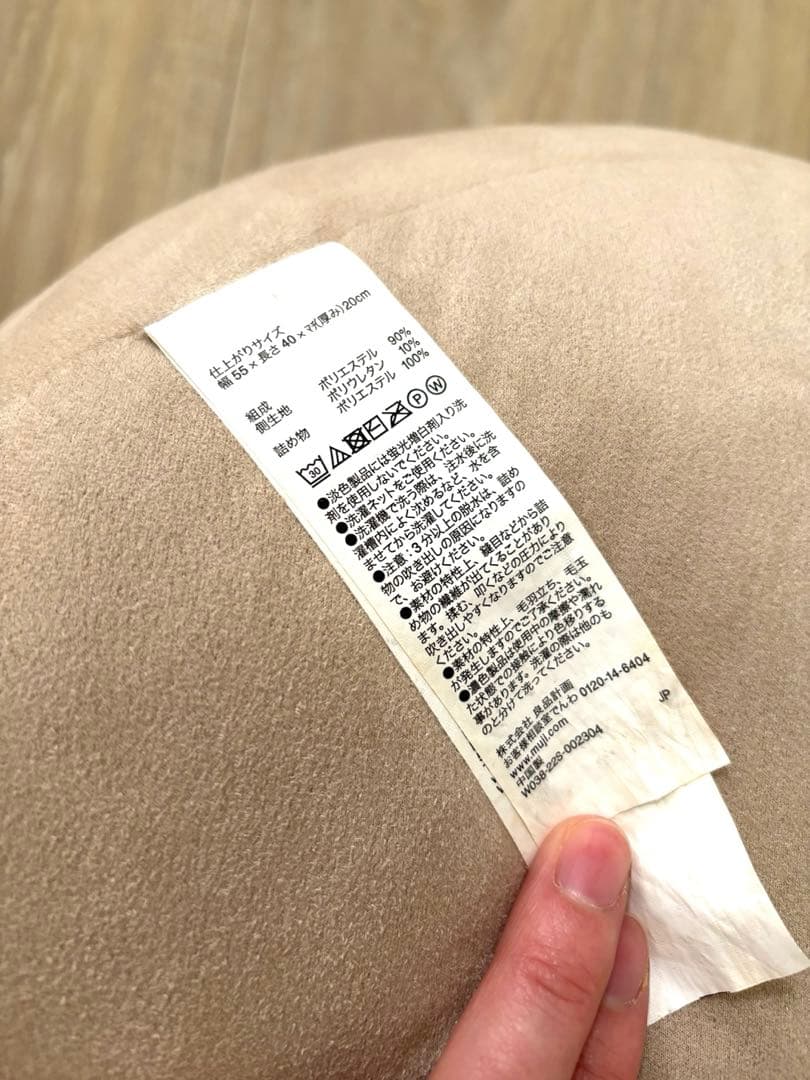 仕上がりサイズ
幅 55 × 長さ 40 × マチ(厚み)20cm
組成
側生地 ポリエステル 90%
ポリウレタン 10%
詰め物 ポリエステル 100%
30 P W
●淡色製品には蛍光増白剤入り洗
剤を使用しないでください。
●洗濯ネットをご使用ください。
●洗濯機で洗う際は、注水後に洗
濯槽内によく沈めるなど、水を含
ませてから洗濯してください。
●注意:3分以上の脱水は、詰め
物の吹き出しの原因になりますの
で、お避けください。
●素材の特性上、縫目などから詰
め物の繊維が出てくることがあり
ます。揉む、叩くなどの圧力により
吹き出しやすくなりますのでご注意
ください。
●素材の特性上、毛羽立ち、毛玉
が発生しますのでご了承ください。
●濃色製品は使用中の摩擦や濡れ
た状態での接触により色移りする
事があります。洗濯の際は他のも
のと分けて洗ってください。
株式会社 良品計画
お客様相談室でんわ 0120-14-6404
www.muji.com
中国製 JP
W038-228-002304